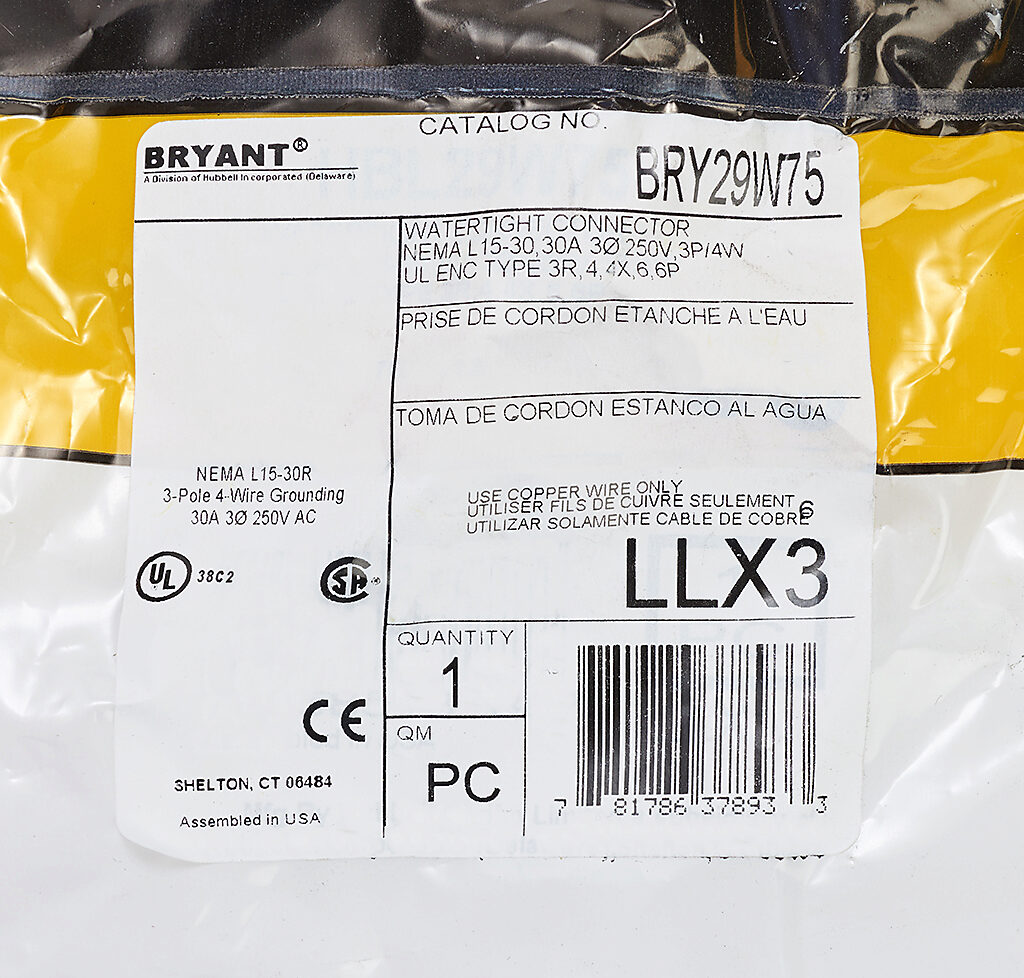 CATALOG NO.
BRYANT®
A Division of Hubbell Incorporated (Delaware)
BRY29W75
WATERTIGHT CONNECTOR
NEMA L15-30,30A 3Ø 250V,3P/4W
UL ENC TYPE 3R,4,4X,6,6P
PRISE DE CORDON ETANCHE A L'EAU
TOMA DE CORDON ESTANCO AL AGUA
NEMA L15-30R
3-Pole 4-Wire Grounding
30A 3Ø 250V AC
UL 38C2
SA
USE COPPER WIRE ONLY
UTILISER FILS DE CUIVRE SEULEMENT
UTILIZAR SOLAMENTE CABLE DE COBRE
6
LLX3
QUANTITY
1
QM
PC
CE
SHELTON, CT 06484
Assembled in USA
7 81786 37893 3